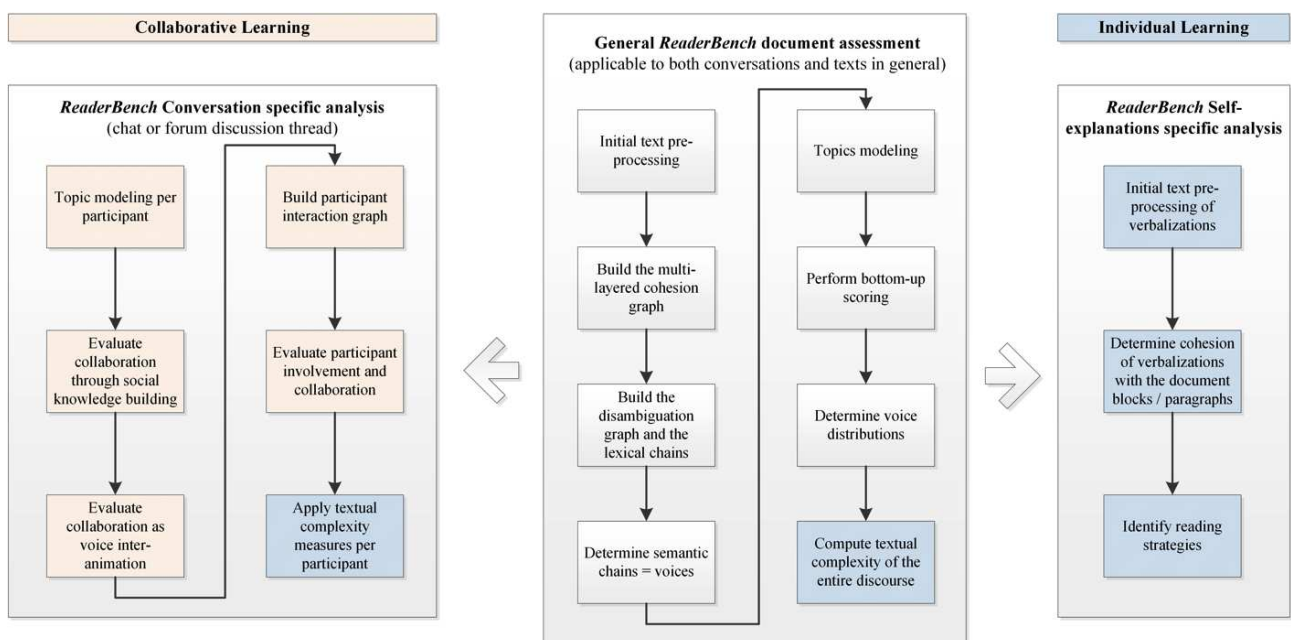 Collaborative Learning
ReaderBench Conversation specific analysis
(chat or forum discussion thread)
Topic modeling per
participant
Evaluate
collaboration
through social
knowledge building
Evaluate
collaboration as
voice inter-
animation
Build participant
interaction graph
Evaluate participant
involvement and
collaboration
Apply textual
complexity
measures per
participant
General ReaderBench document assessment
(applicable to both conversations and texts in general)
Initial text pre-
processing
Build the multi-
layered cohesion
graph
Build the
disambiguation
graph and the
lexical chains
Determine semantic
chains = voices
Topics modeling
Perform bottom-up
scoring
Determine voice
distributions
Compute textual
complexity of the
entire discourse
Individual Learning
ReaderBench Self-
explanations specific analysis
Initial text pre-
processing of
verbalizations
Determine cohesion
of verbalizations
with the document
blocks / paragraphs
Identify reading
strategies